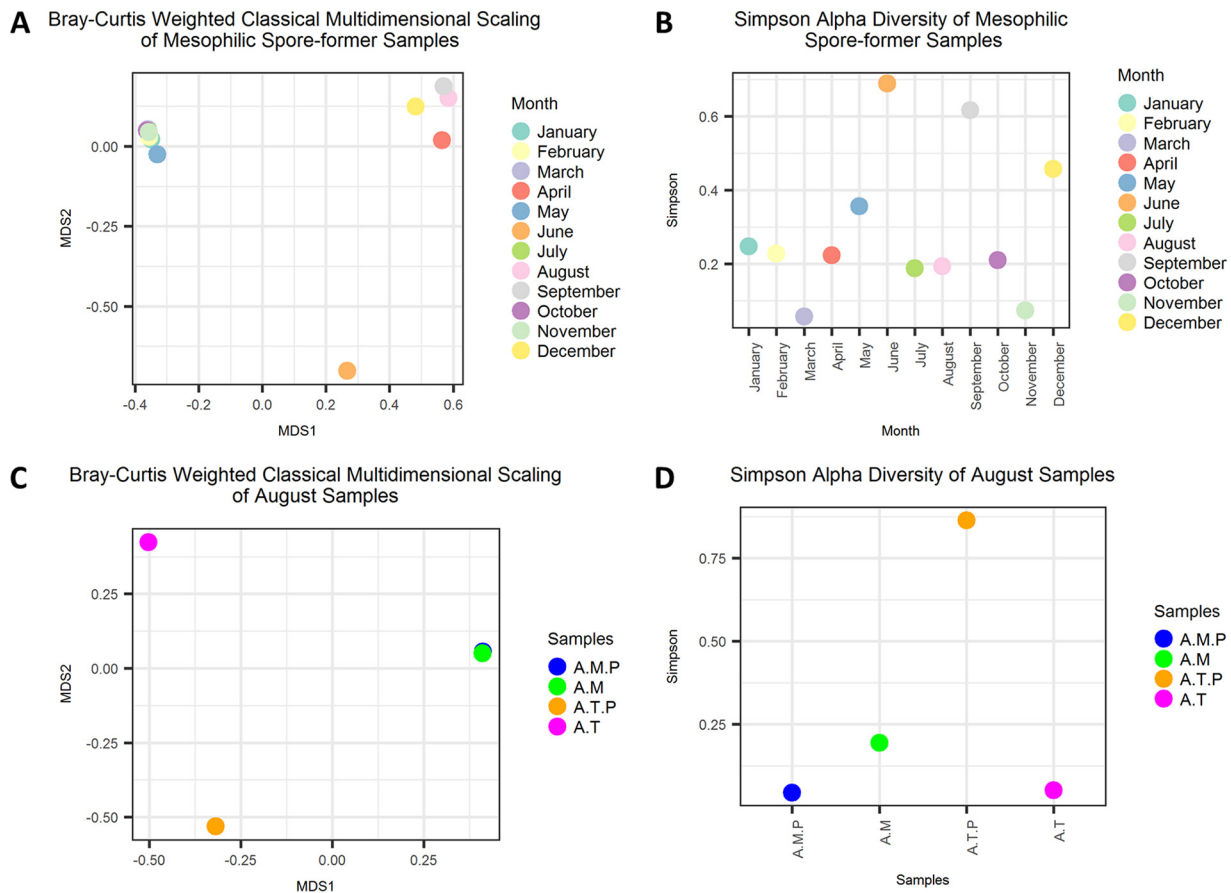 A
Bray-Curtis Weighted Classical Multidimensional Scaling
of Mesophilic Spore-former Samples
0.00
-0.25
-0.50
MDS2
-0.4
-0.2
0.0
0.2
0.4
0.6
MDS1
Month
January
February
March
April
May
June
July
August
September
October
November
December
B
Simpson Alpha Diversity of Mesophilic
Spore-former Samples
0.6
0.4
0.2
Simpson
January
February
March
April
May
June
July
August
September
October
November
December
Month
Month
January
February
March
April
May
June
July
August
September
October
November
December
C
Bray-Curtis Weighted Classical Multidimensional Scaling
of August Samples
0.25
0.00
-0.25
-0.50
MDS2
-0.50
-0.25
0.00
0.25
MDS1
Samples
A.M.P
A.M
A.T.P
A.T
D
Simpson Alpha Diversity of August Samples
0.75
0.50
0.25
Simpson
A.M.P
A.M
A.T.P
A.T
Samples
Samples
A.M.P
A.M
A.T.P
A.T